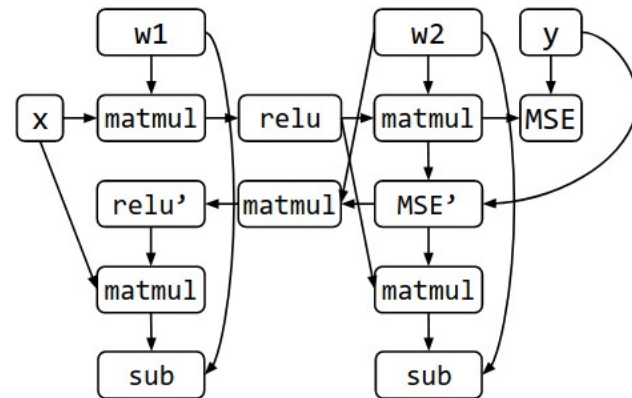 w1 w2 y
x matmul relu matmul MSE
relu’ matmul MSE’
matmul matmul
sub sub